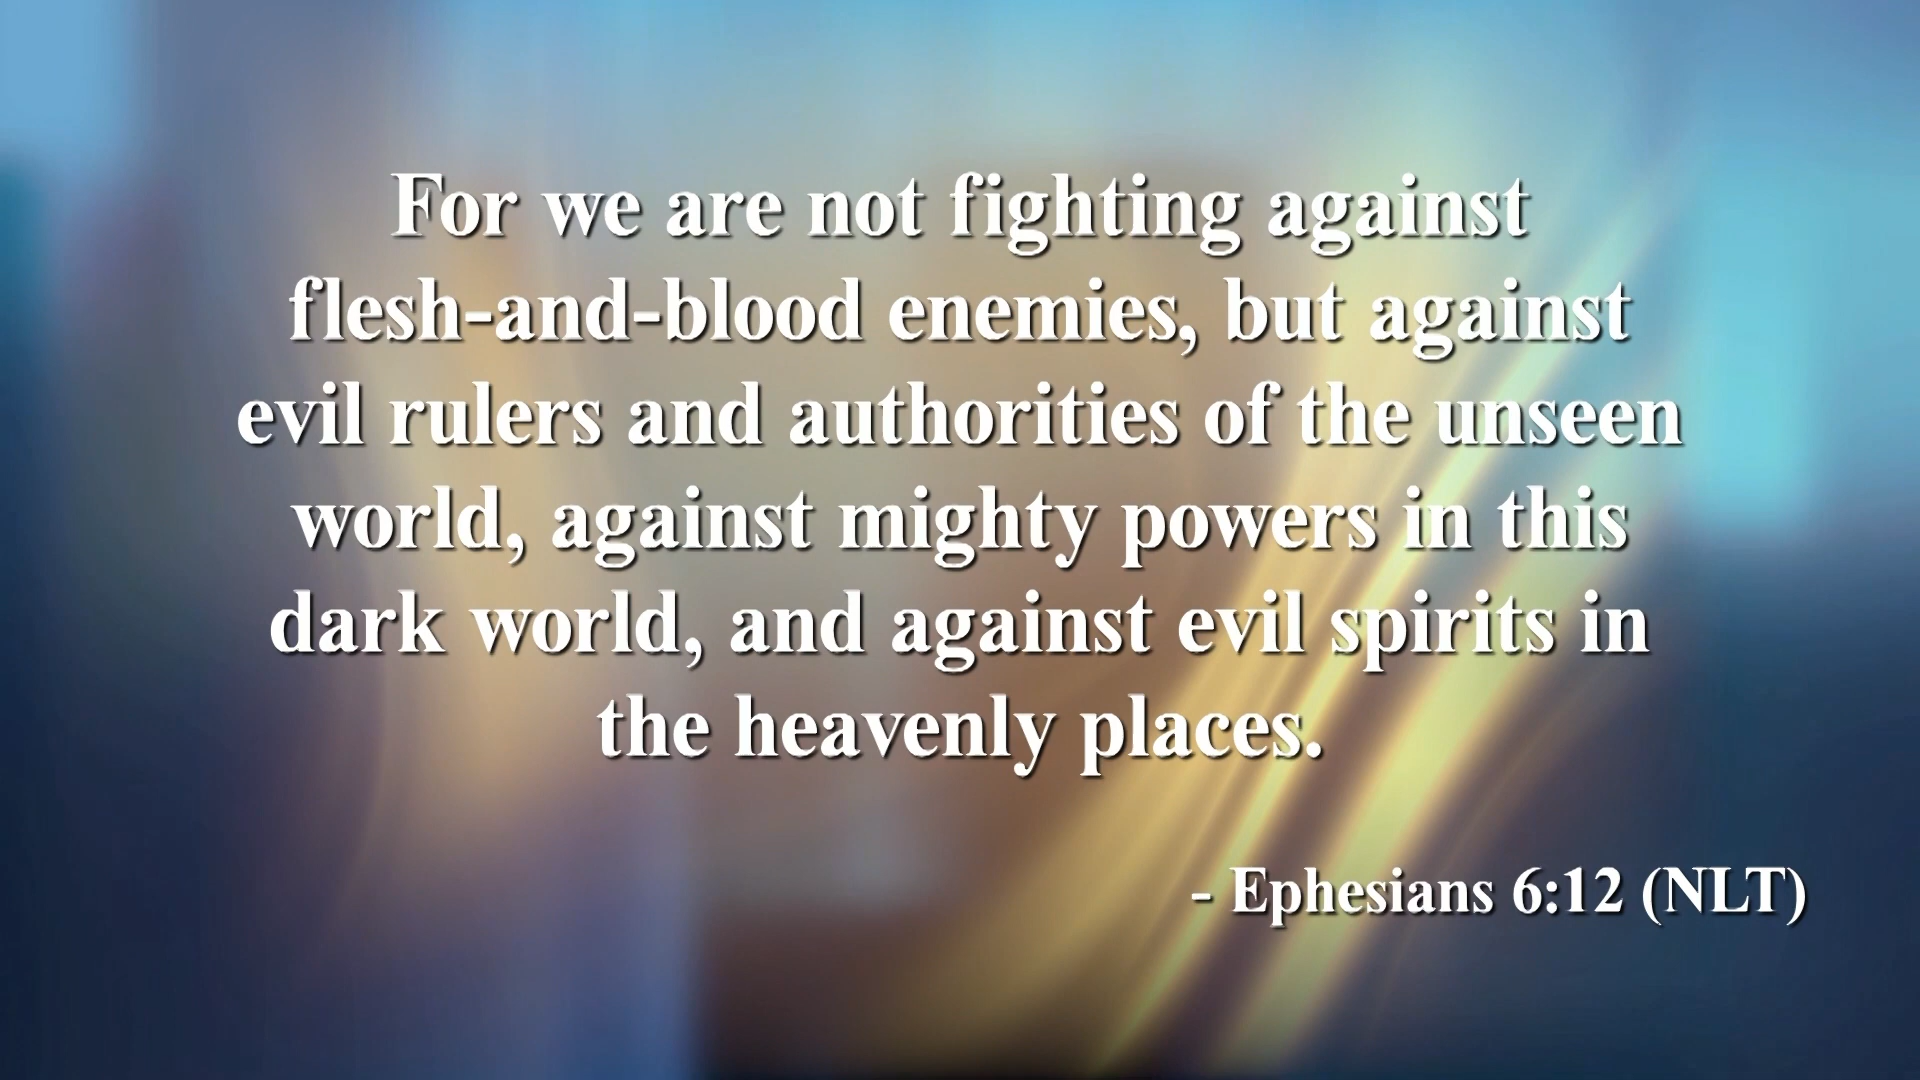 For we are not fighting against
flesh-and-blood enemies, but against
evil rulers and authorities of the unseen
world, against mighty powers in this
dark world, and against evil spirits in
the heavenly places.
- Ephesians 6:12 (NLT)